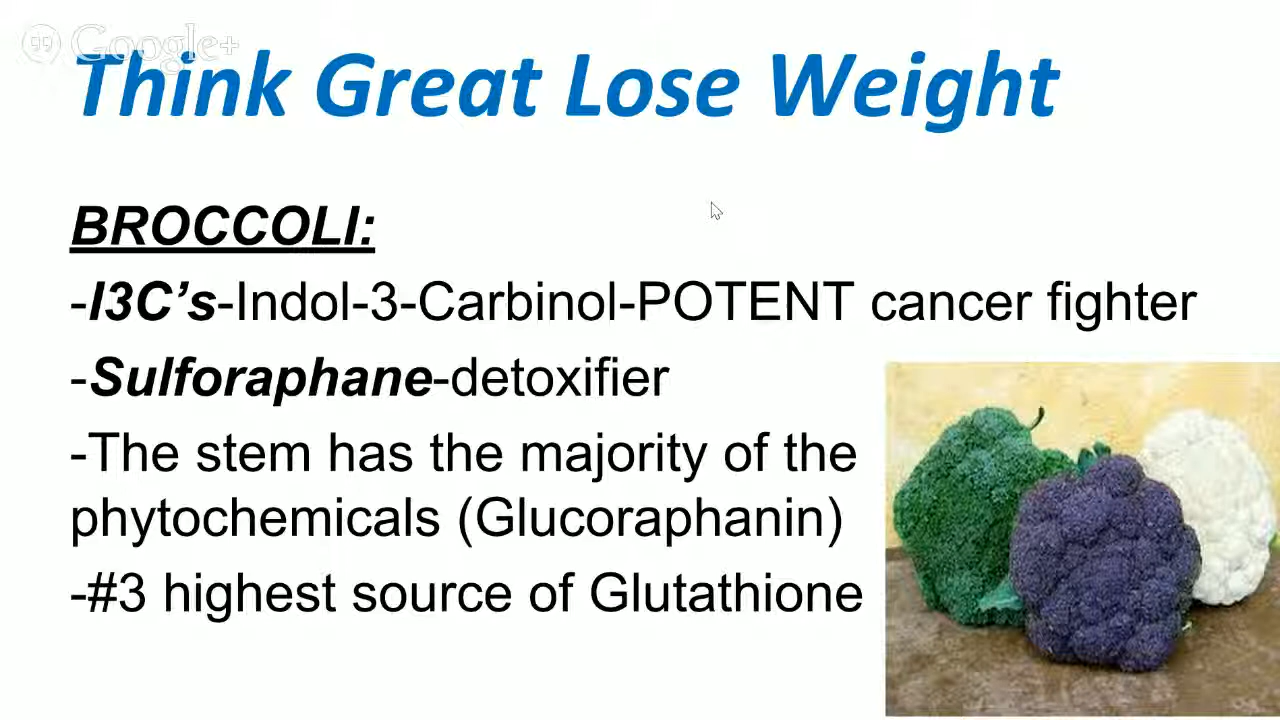 Google+
Think Great Lose Weight
BROCCOLI:
-I3C’s-Indol-3-Carbinol-POTENT cancer fighter
-Sulforaphane-detoxifier
-The stem has the majority of the
phytochemicals (Glucoraphanin)
-#3 highest source of Glutathione